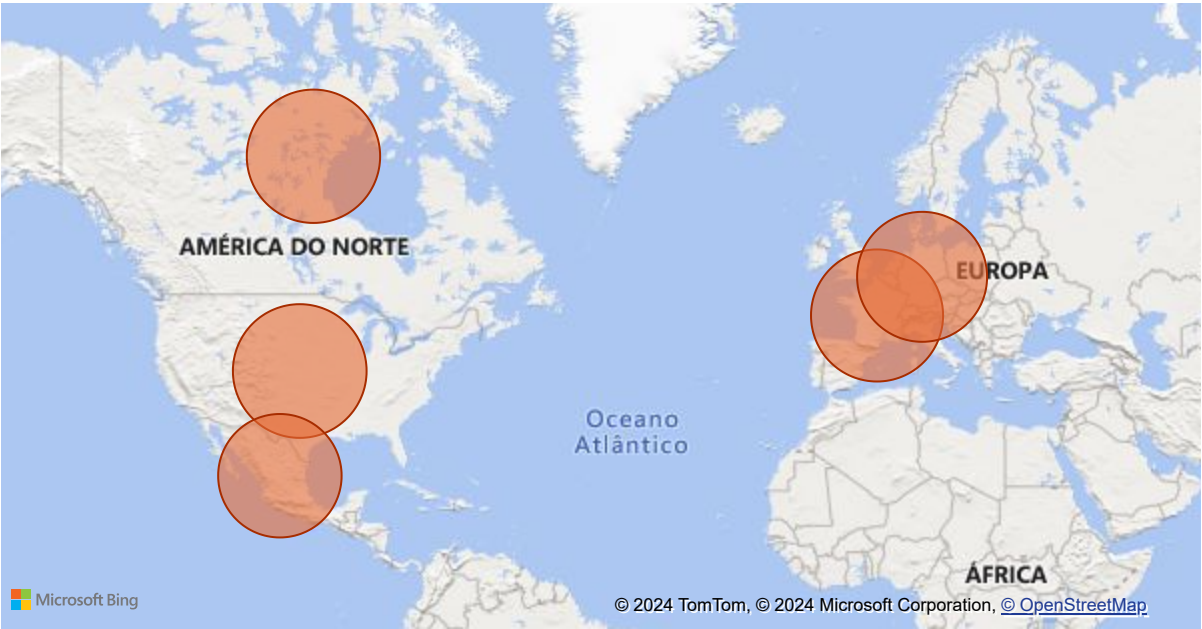 AMÉRICA DO NORTE
EUROPA
Oceano
Atlântico
ÁFRICA
Microsoft Bing
© 2024 TomTom, © 2024 Microsoft Corporation, © OpenStreetMap